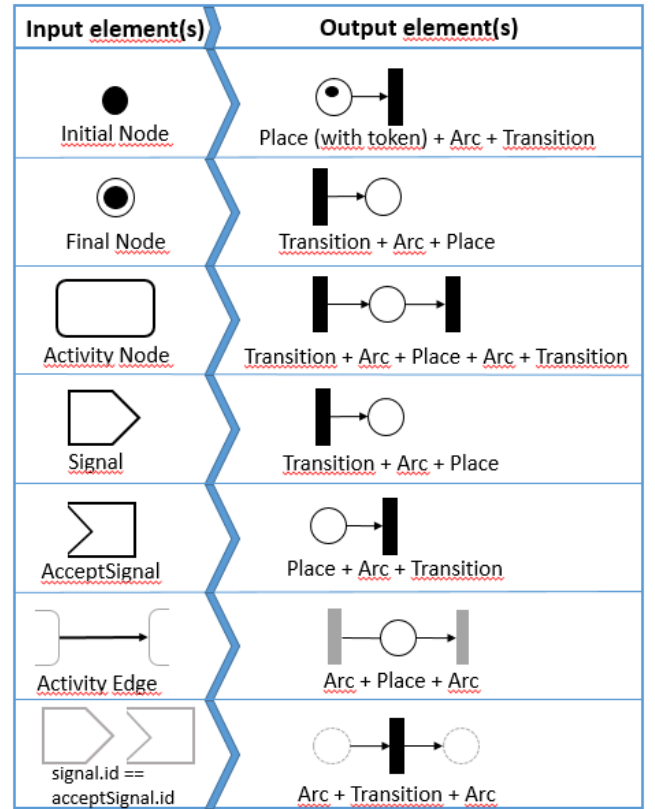 Input element(s)
Output element(s)
Initial Node
Place (with token) + Arc + Transition
Final Node
Transition + Arc + Place
Activity Node
Transition + Arc + Place + Arc + Transition
Signal
Transition + Arc + Place
AcceptSignal
Place + Arc + Transition
Activity Edge
Arc + Place + Arc
signal.id ==
acceptSignal.id
Arc + Transition + Arc